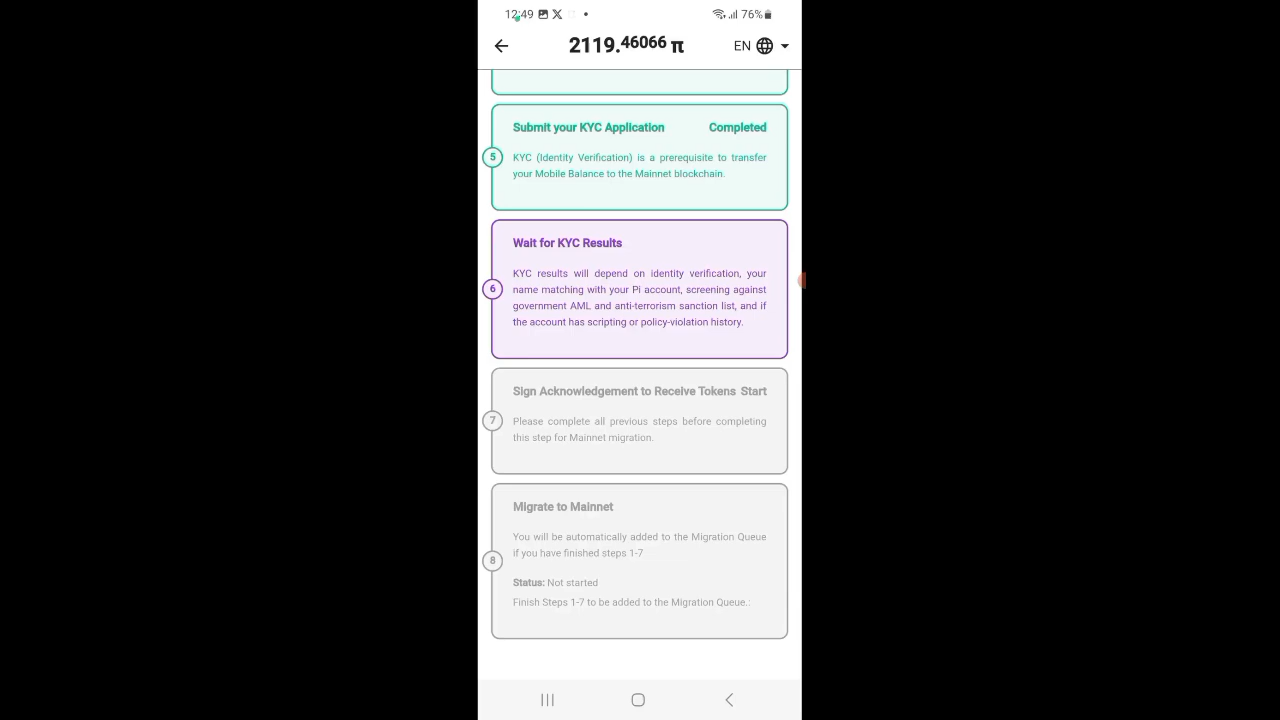 12:49 76%
2119.46066 π EN
Submit your KYC Application Completed
5
KYC (Identity Verification) is a prerequisite to transfer
your Mobile Balance to the Mainnet blockchain.
Wait for KYC Results
6
KYC results will depend on identity verification, your
name matching with your Pi account, screening against
government AML and anti-terrorism sanction list, and if
the account has scripting or policy-violation history.
Sign Acknowledgement to Receive Tokens Start
7
Please complete all previous steps before completing
this step for Mainnet migration.
Migrate to Mainnet
You will be automatically added to the Migration Queue
if you have finished steps 1-7
8
Status: Not started
Finish Steps 1-7 to be added to the Migration Queue.: